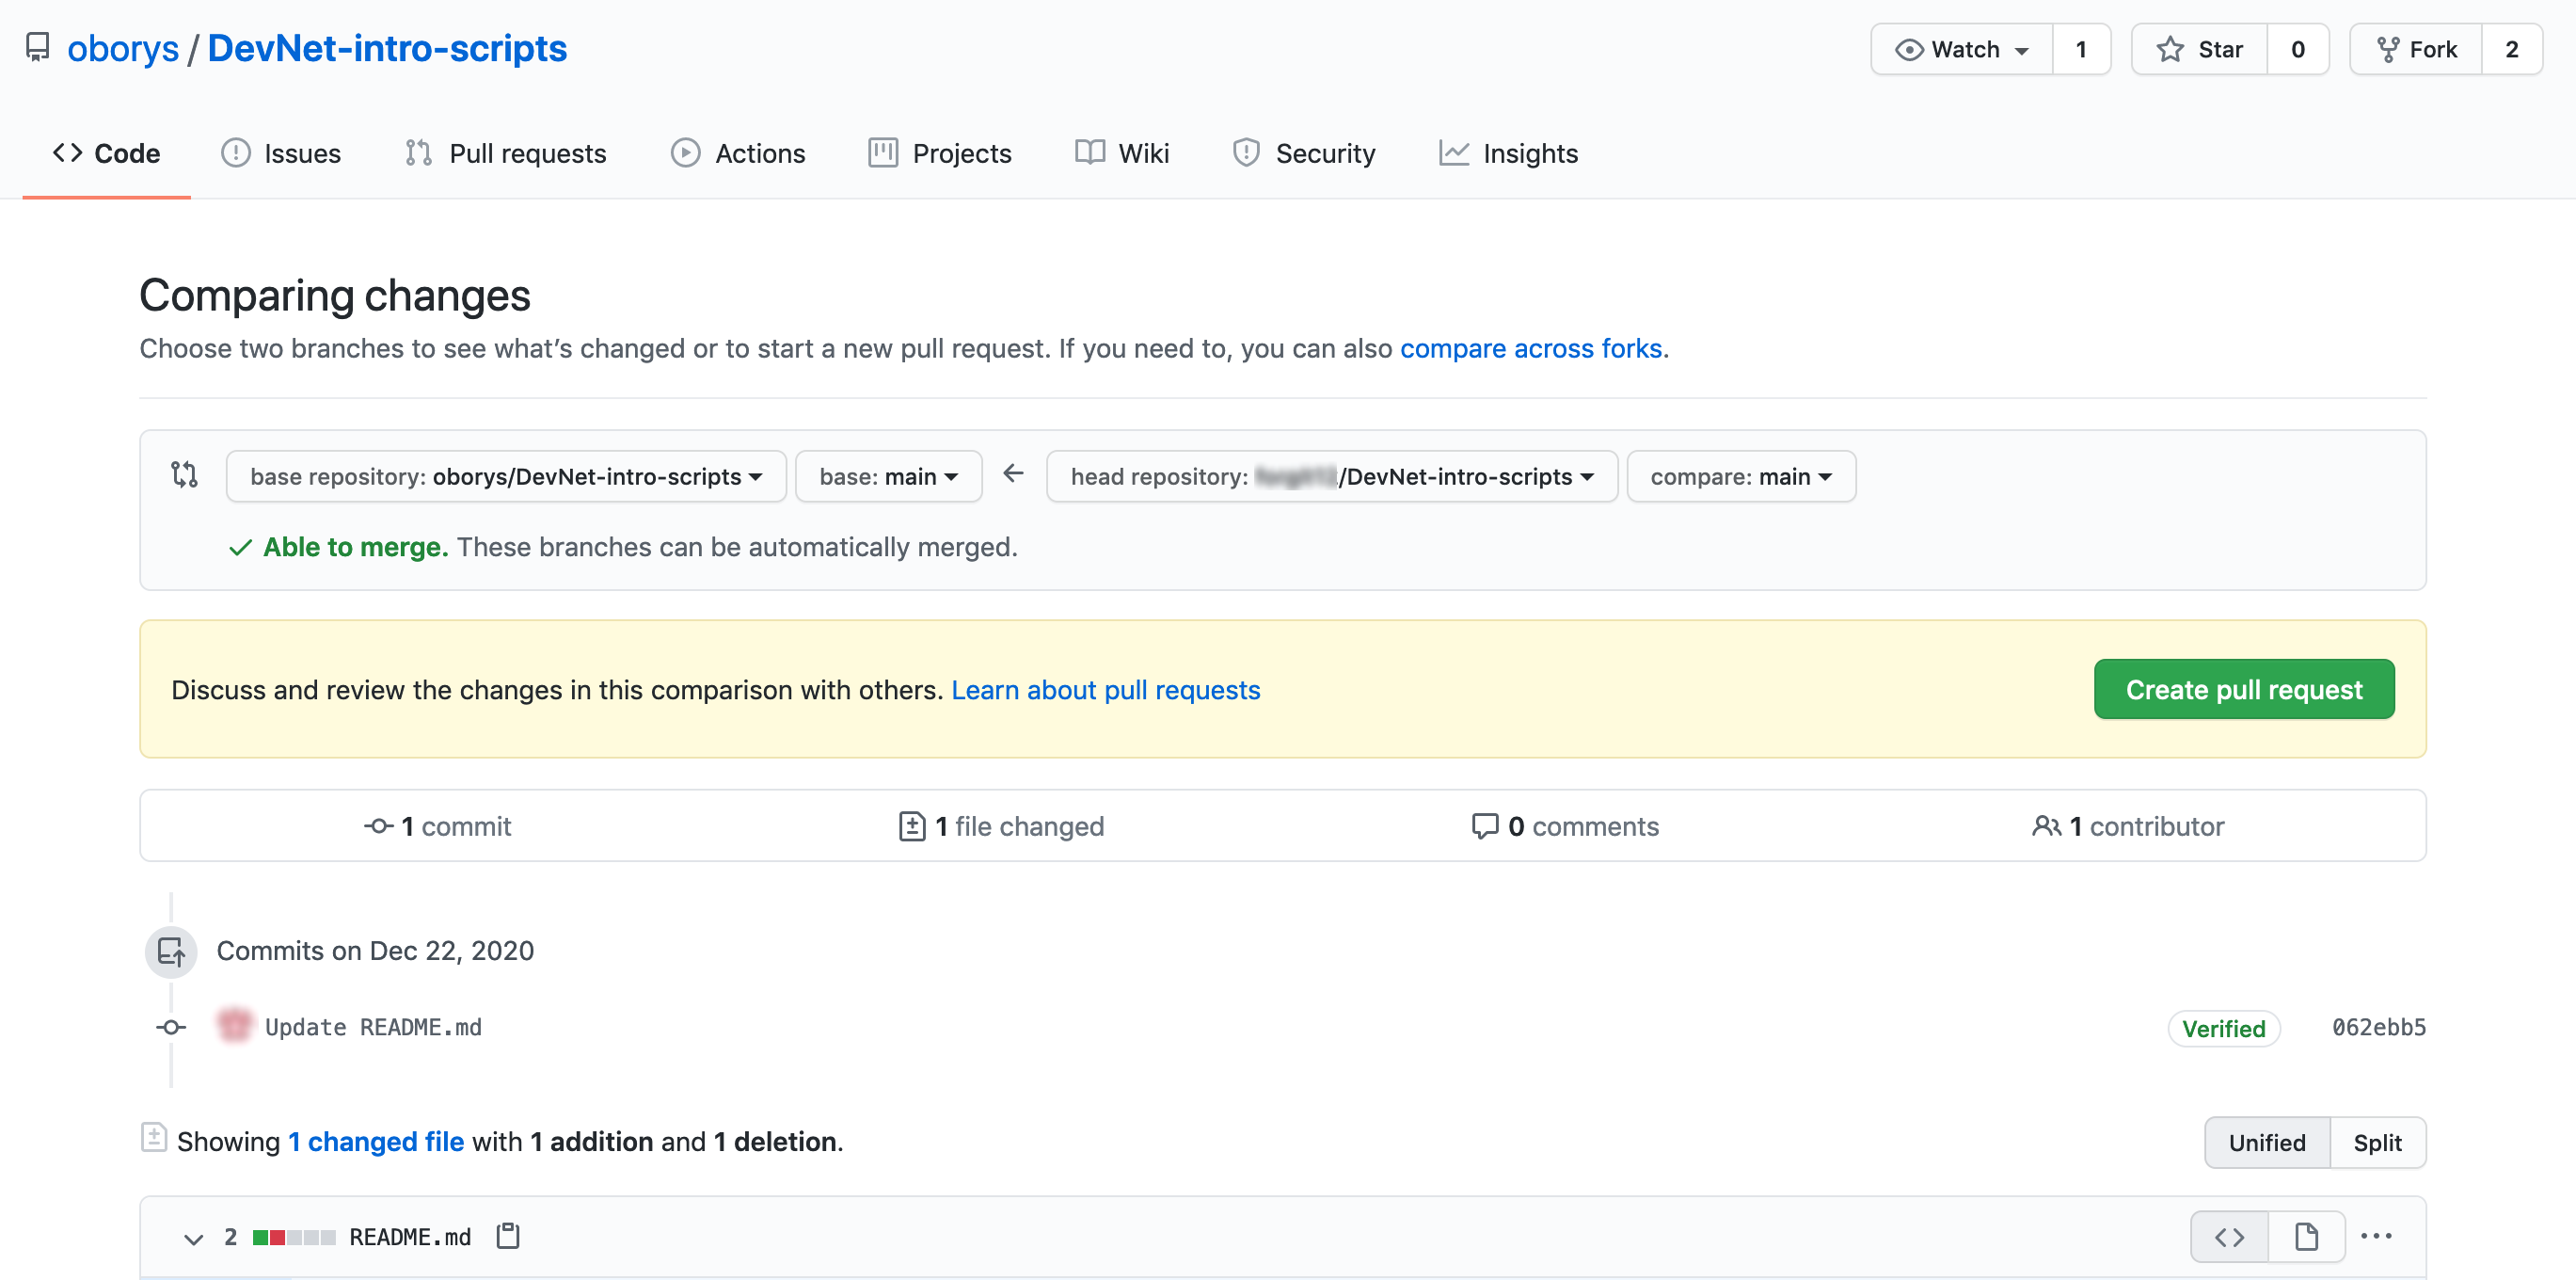 oborys / DevNet-intro-scripts
Watch 1 Star 0 Fork 2
Code Issues Pull requests Actions Projects Wiki Security Insights
Comparing changes
Choose two branches to see what’s changed or to start a new pull request. If you need to, you can also compare across forks.
base repository: oborys/DevNet-intro-scripts base: main ← head repository: /DevNet-intro-scripts compare: main
Able to merge. These branches can be automatically merged.
Discuss and review the changes in this comparison with others. Learn about pull requests Create pull request
1 commit 1 file changed 0 comments 1 contributor
Commits on Dec 22, 2020
Update README.md Verified 062ebb5
Showing 1 changed file with 1 addition and 1 deletion. Unified Split
2 README.md